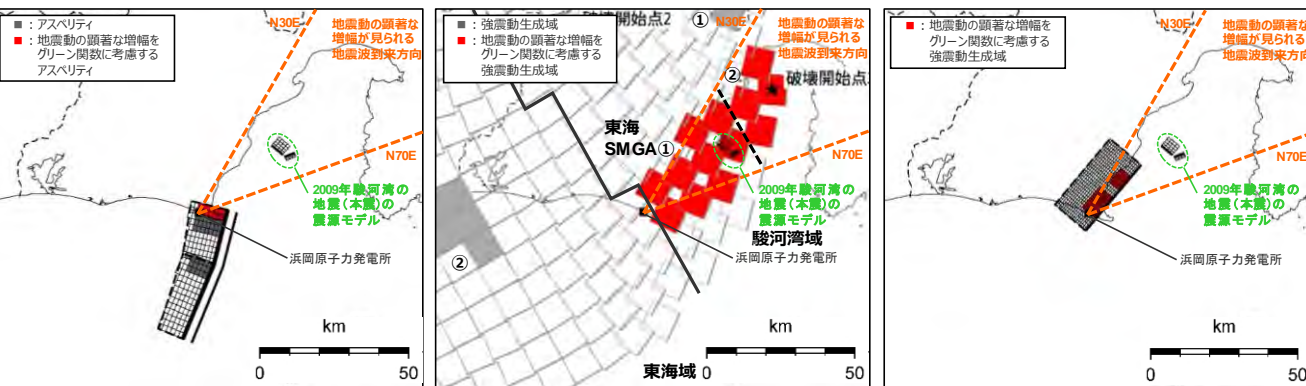 ■ : アスペリティ
■ : 地震動の顕著な増幅を
グリーン関数に考慮する
アスペリティ
N30E
地震動の顕著な
増幅が見られる
地震波到来方向
N70E
2009年駿河湾の
地震(本震)の
震源モデル
浜岡原子力発電所
km
0
50
■ : 強震動生成域
■ : 地震動の顕著な増幅を
グリーン関数に考慮する
強震動生成域
破壊開始点2
①
N30E
地震動の顕著な
増幅が見られる
地震波到来方向
②
破壊開始点
東海
SMGA①
N70E
2009年駿河湾の
地震(本震)の
震源モデル
駿河湾域
浜岡原子力発電所
②
km
東海域
0
50
■ : 地震動の顕著な増幅を
グリーン関数に考慮する
強震動生成域
N30E
地震動の顕著な
増幅が見られる
地震波到来方向
N70E
2009年駿河湾の
地震(本震)の
震源モデル
浜岡原子力発電所
km
0
50